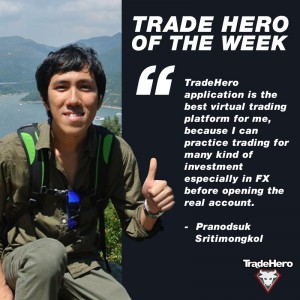 TRADE HERO
OF THE WEEK
“
TradeHero
application is the
best virtual trading
platform for me,
because I can
practice trading for
many kind of
investment
especially in FX
before opening the
real account.
- Pranodsuk
Sritimongkol
TradeHero